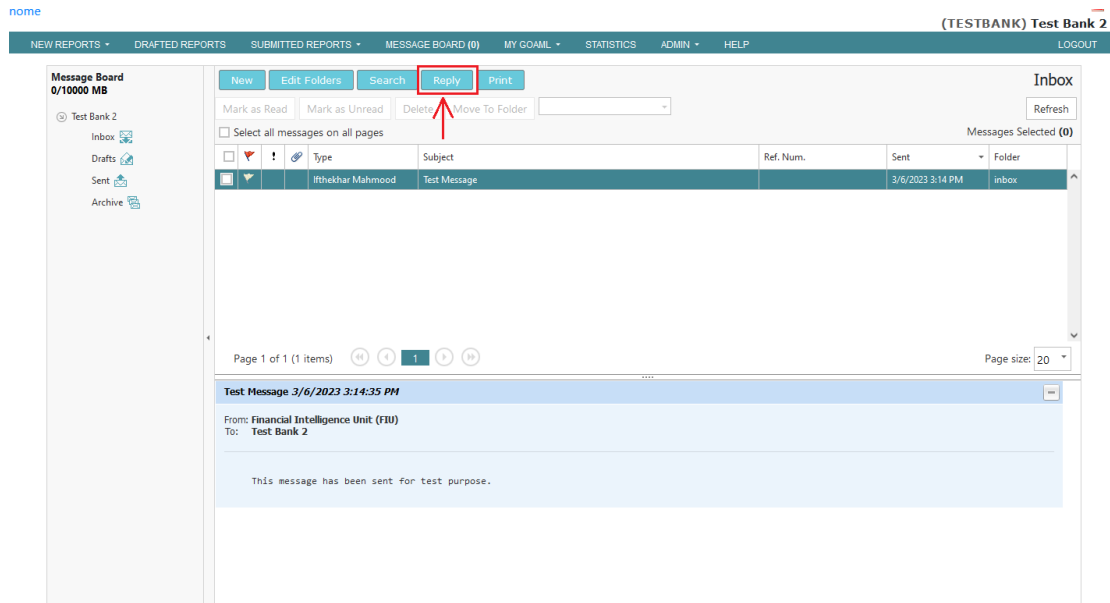 nome
(TESTBANK) Test Bank 2
NEW REPORTS DRAFTED REPORTS SUBMITTED REPORTS MESSAGE BOARD (0) MY GOAML STATISTICS ADMIN HELP LOGOUT
Message Board
0/10000 MB
Test Bank 2
Inbox
Drafts
Sent
Archive
New Edit Folders Search Reply Print Inbox
Mark as Read Mark as Unread Delete Move To Folder Refresh
Select all messages on all pages Messages Selected (0)
! Type Subject Ref. Num. Sent Folder
Ifthekhar Mahmood Test Message 3/6/2023 3:14 PM inbox
Page 1 of 1 (1 items) 1 Page size: 20
Test Message 3/6/2023 3:14:35 PM
From: Financial Intelligence Unit (FIU)
To: Test Bank 2
This message has been sent for test purpose.